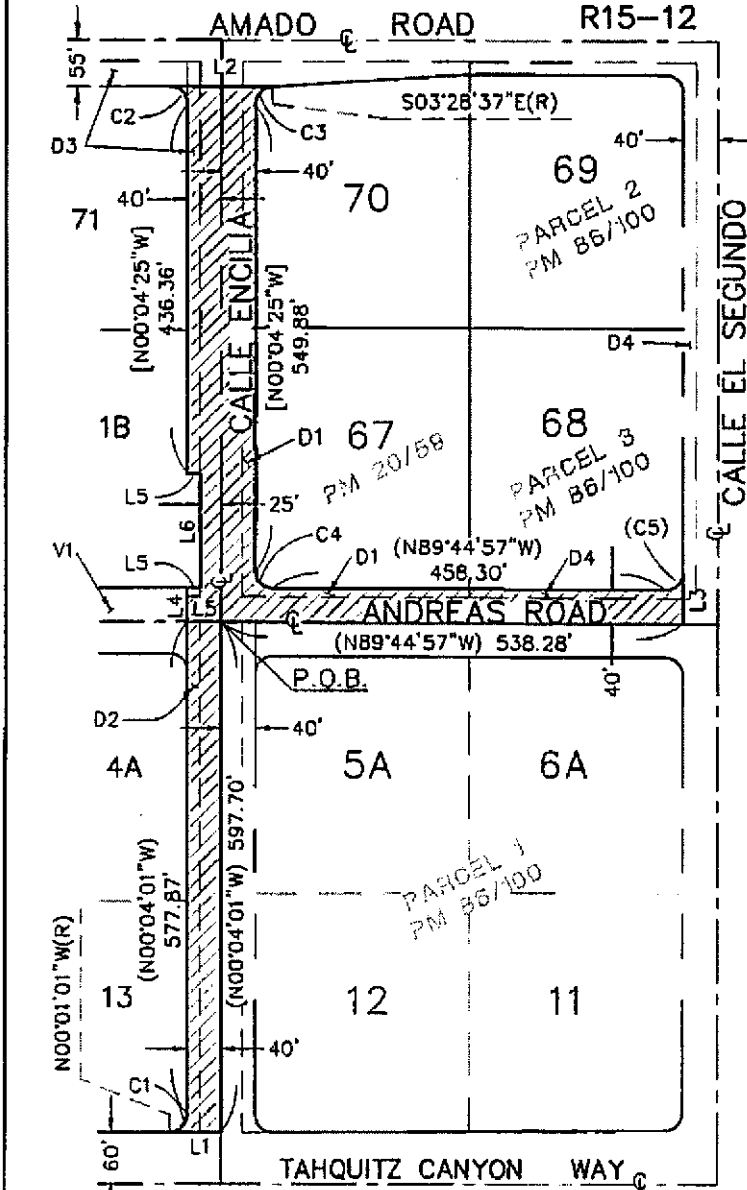 AMADO ROAD R15-12
℄
55'
L2
C2
S03°28'37"E(R)
C3
D3
40'
40'
40'
69
70
71
PARCEL 2
PM 86/100
[N00°04'25"W]
436.36'
CALLE ENCILIA
[N00°04'25"W]
549.88'
CALLE EL SEGUNDO
℄
D4
1B
67
68
D1
PM 20/59
PARCEL 3
PM 86/100
L5
25'
L6
C4
(N89°44'57"W)
458.30'
(C5)
V1
L5
D1
D4
℄
L4
L5
℄
ANDREAS ROAD
L3
(N89°44'57"W) 538.28'
P.O.B.
40'
D2
40'
4A
5A
6A
(N00°04'01"W) 597.70'
(N00°04'01"W)
577.87'
PARCEL 1
PM 86/100
N00°01'01"W(R)
13
12
11
40'
C1
L1
60'
TAHQUITZ CANYON WAY
℄